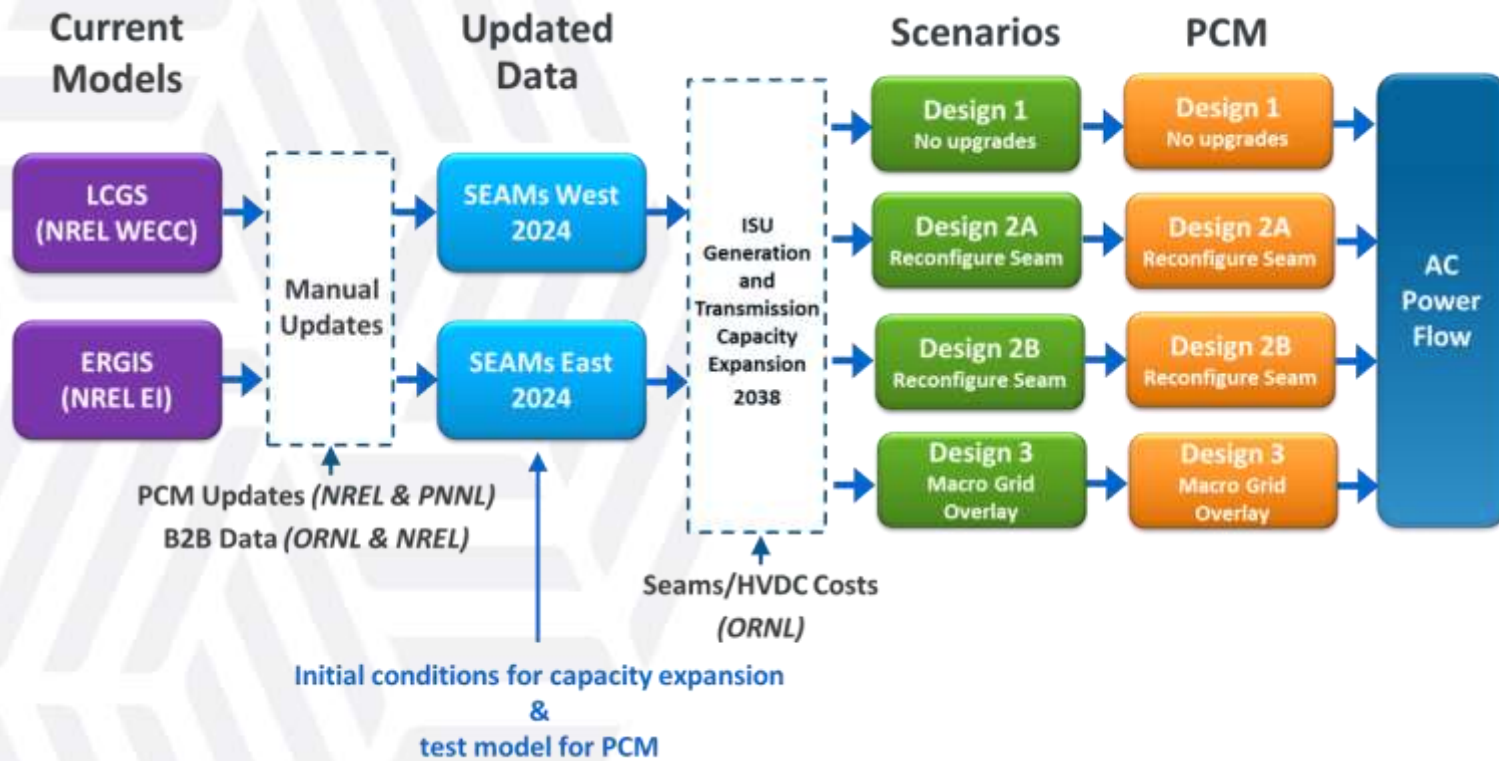 Current
Models
Updated
Data
Scenarios
PCM
LCGS
(NREL WECC)
ERGIS
(NREL EI)
Manual
Updates
SEAMs West
2024
SEAMs East
2024
ISU
Generation
and
Transmission
Capacity
Expansion
2038
Design 1
No upgrades
Design 2A
Reconfigure Seam
Design 2B
Reconfigure Seam
Design 3
Macro Grid
Overlay
Design 1
No upgrades
Design 2A
Reconfigure Seam
Design 2B
Reconfigure Seam
Design 3
Macro Grid
Overlay
AC
Power
Flow
PCM Updates (NREL & PNNL)
B2B Data (ORNL & NREL)
Seams/HVDC Costs
(ORNL)
Initial conditions for capacity expansion
&
test model for PCM